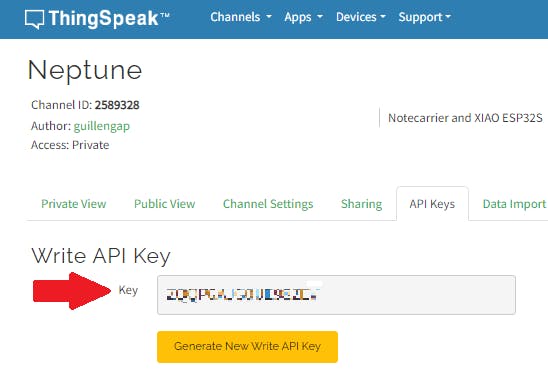 ThingSpeak™ Channels Apps Devices Support
Neptune
Channel ID: 2589328
Author: guillengap
Access: Private
Notecarrier and XIAO ESP32S
Private View Public View Channel Settings Sharing API Keys Data Import
Write API Key
Key
Generate New Write API Key